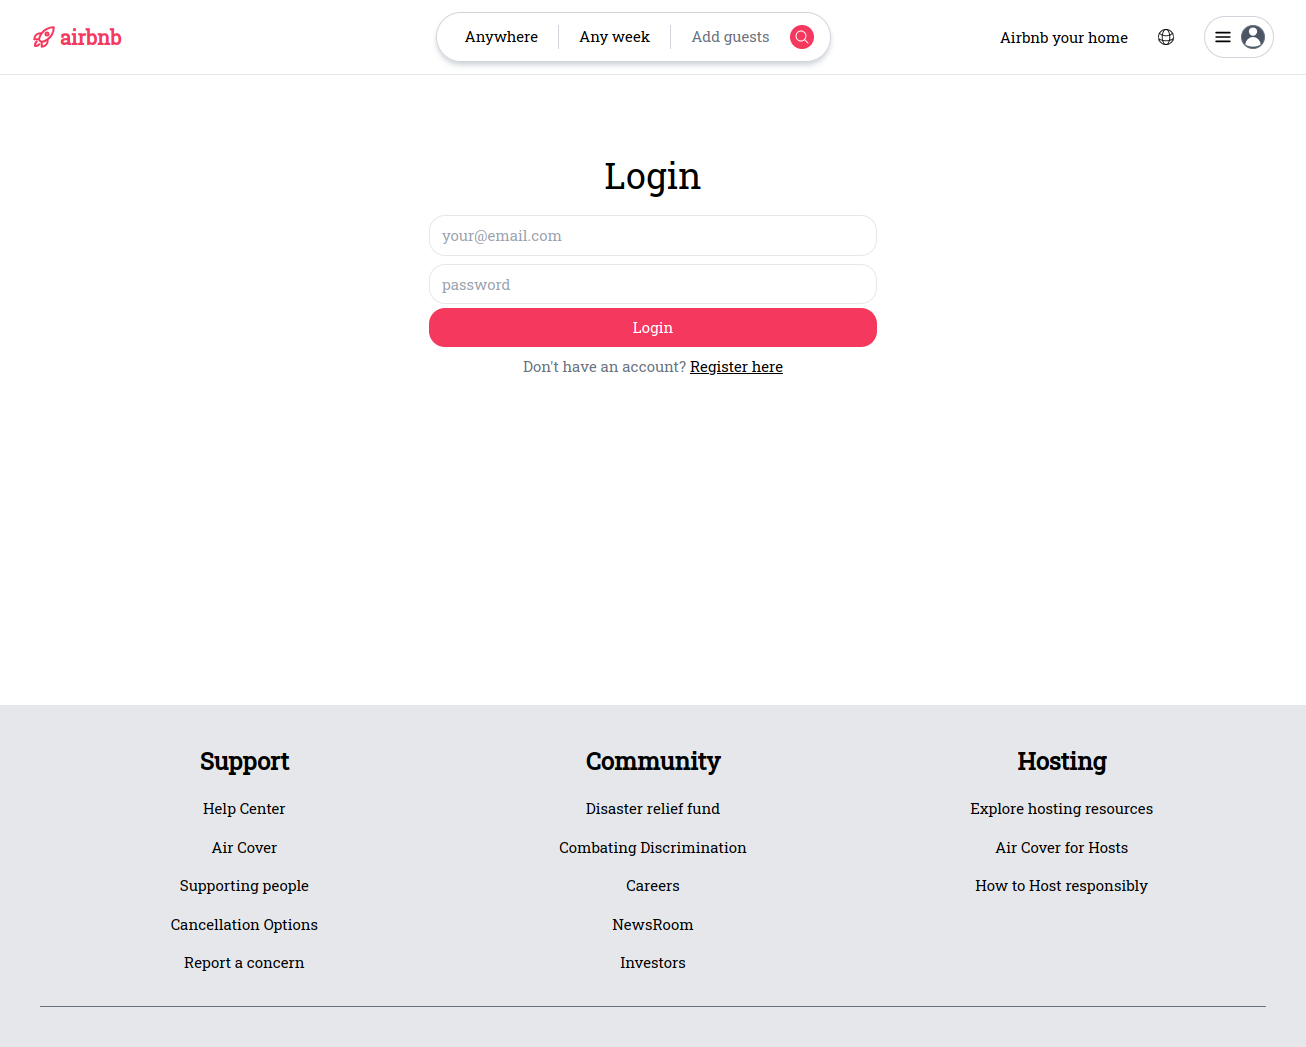 airbnb
Anywhere
Any week
Add guests
Airbnb your home
Login
your@email.com
password
Login
Don't have an account? Register here
Support
Help Center
Air Cover
Supporting people
Cancellation Options
Report a concern
Community
Disaster relief fund
Combating Discrimination
Careers
NewsRoom
Investors
Hosting
Explore hosting resources
Air Cover for Hosts
How to Host responsibly